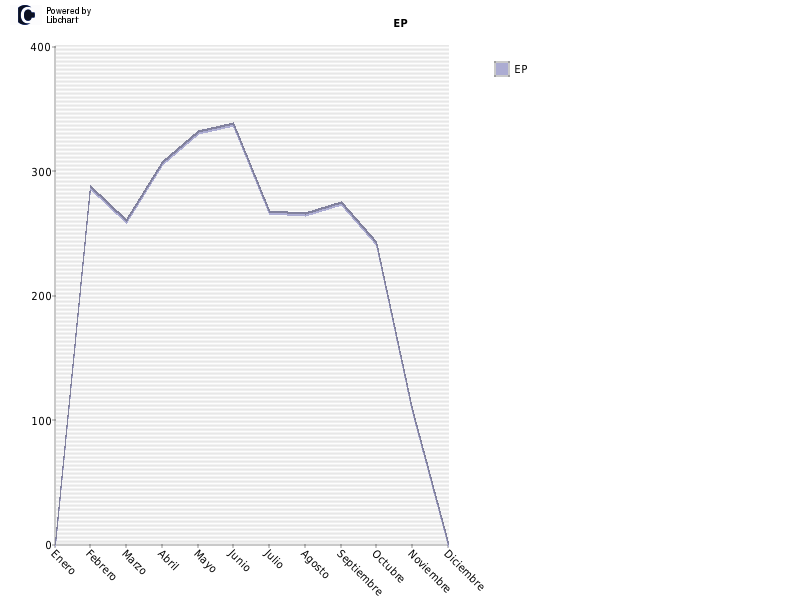 Powered by
Libchart
EP
EP
400
300
200
100
0
Enero
Febrero
Marzo
Abril
Mayo
Junio
Julio
Agosto
Septiembre
Octubre
Noviembre
Diciembre